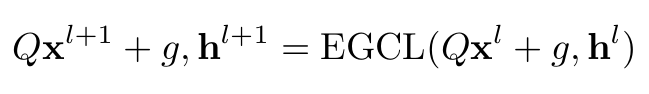 Qx^{l+1} + g, h^{l+1} = EGCL(Qx^l + g, h^l)